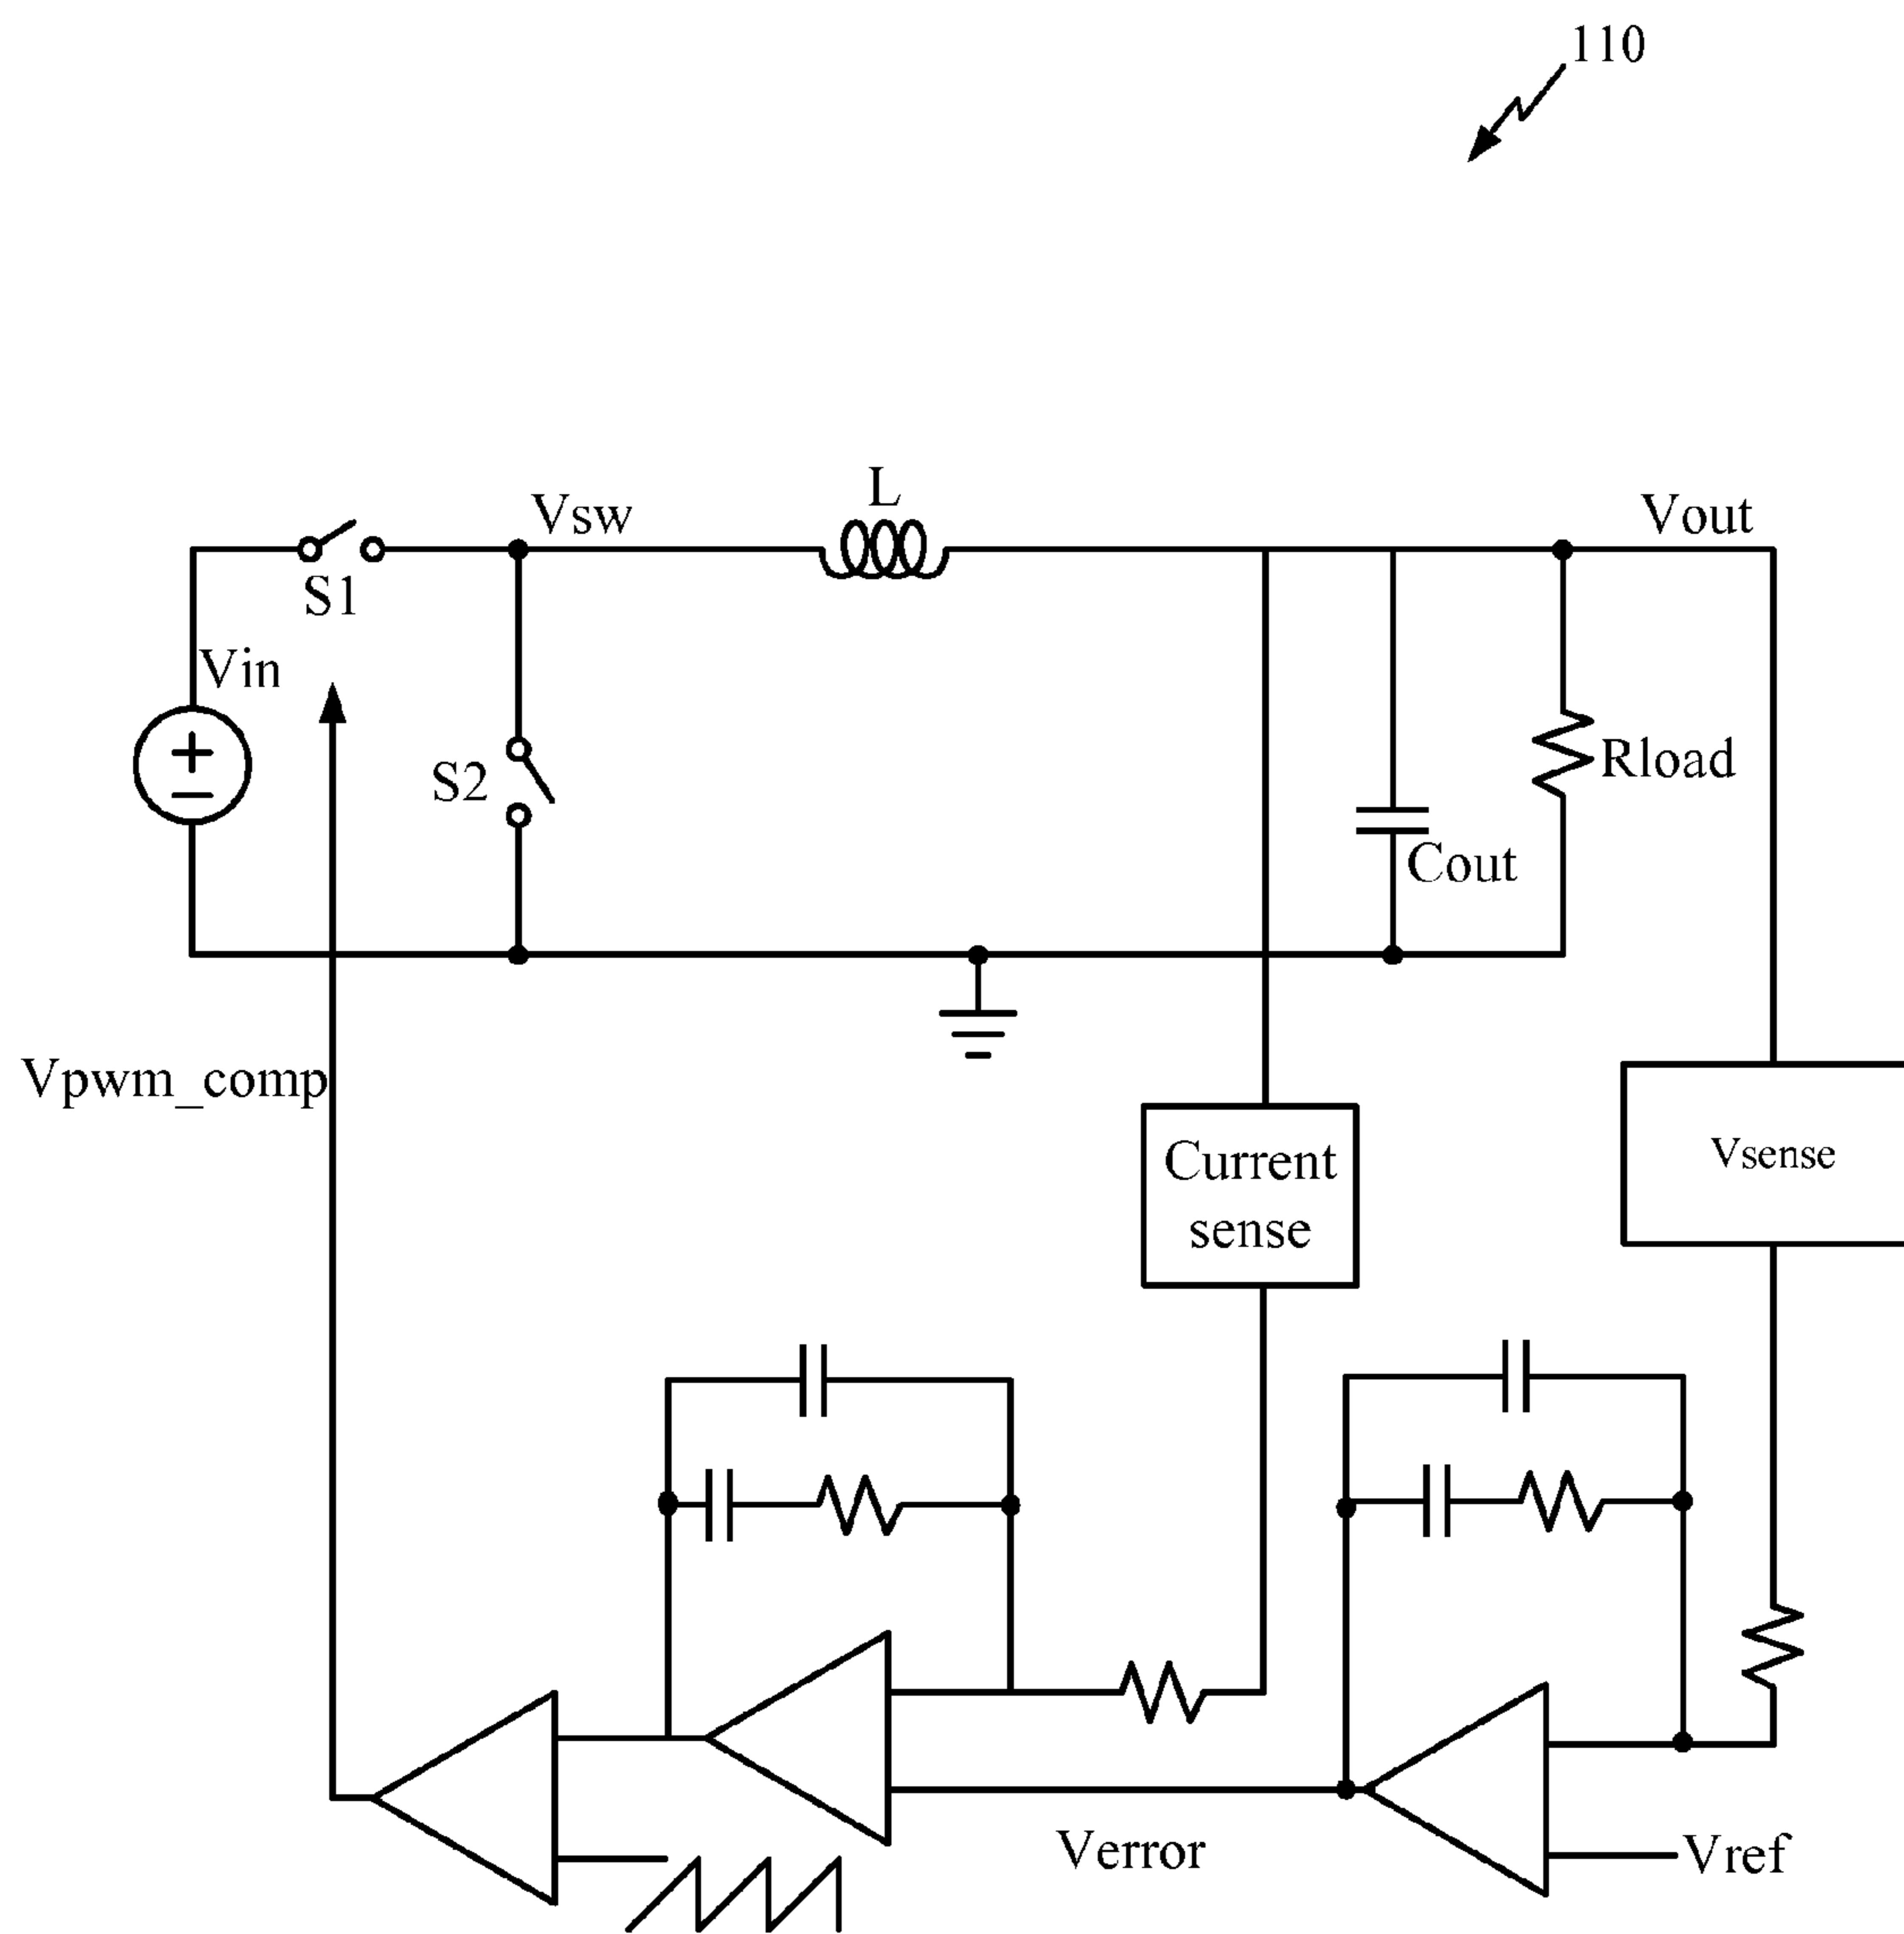 110
L
Vsw
Vout
S1
Vin
Rload
S2
Cout
Vpwm_comp
Current
sense
Vsense
Verror
Vref